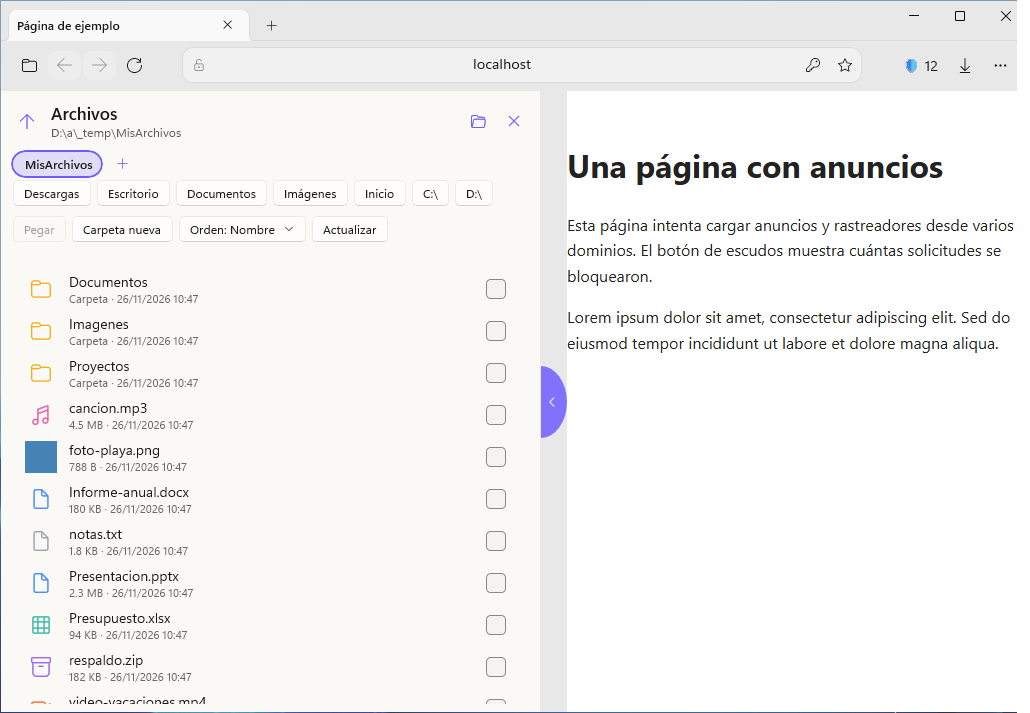 Página de ejemplo
localhost
12
Archivos
D:\a\_temp\MisArchivos
MisArchivos
Descargas Escritorio Documentos Imágenes Inicio C:\ D:\
Pegar Carpeta nueva Orden: Nombre Actualizar
Documentos
Carpeta · 26/11/2026 10:47
Imagenes
Carpeta · 26/11/2026 10:47
Proyectos
Carpeta · 26/11/2026 10:47
cancion.mp3
4.5 MB · 26/11/2026 10:47
foto-playa.png
788 B · 26/11/2026 10:47
Informe-anual.docx
180 KB · 26/11/2026 10:47
notas.txt
1.8 KB · 26/11/2026 10:47
Presentacion.pptx
2.3 MB · 26/11/2026 10:47
Presupuesto.xlsx
94 KB · 26/11/2026 10:47
respaldo.zip
182 KB · 26/11/2026 10:47
video-vacaciones.mp4
Una página con anuncios
Esta página intenta cargar anuncios y rastreadores desde varios
dominios. El botón de escudos muestra cuántas solicitudes se
bloquearon.
Lorem ipsum dolor sit amet, consectetur adipiscing elit. Sed do
eiusmod tempor incididunt ut labore et dolore magna aliqua.